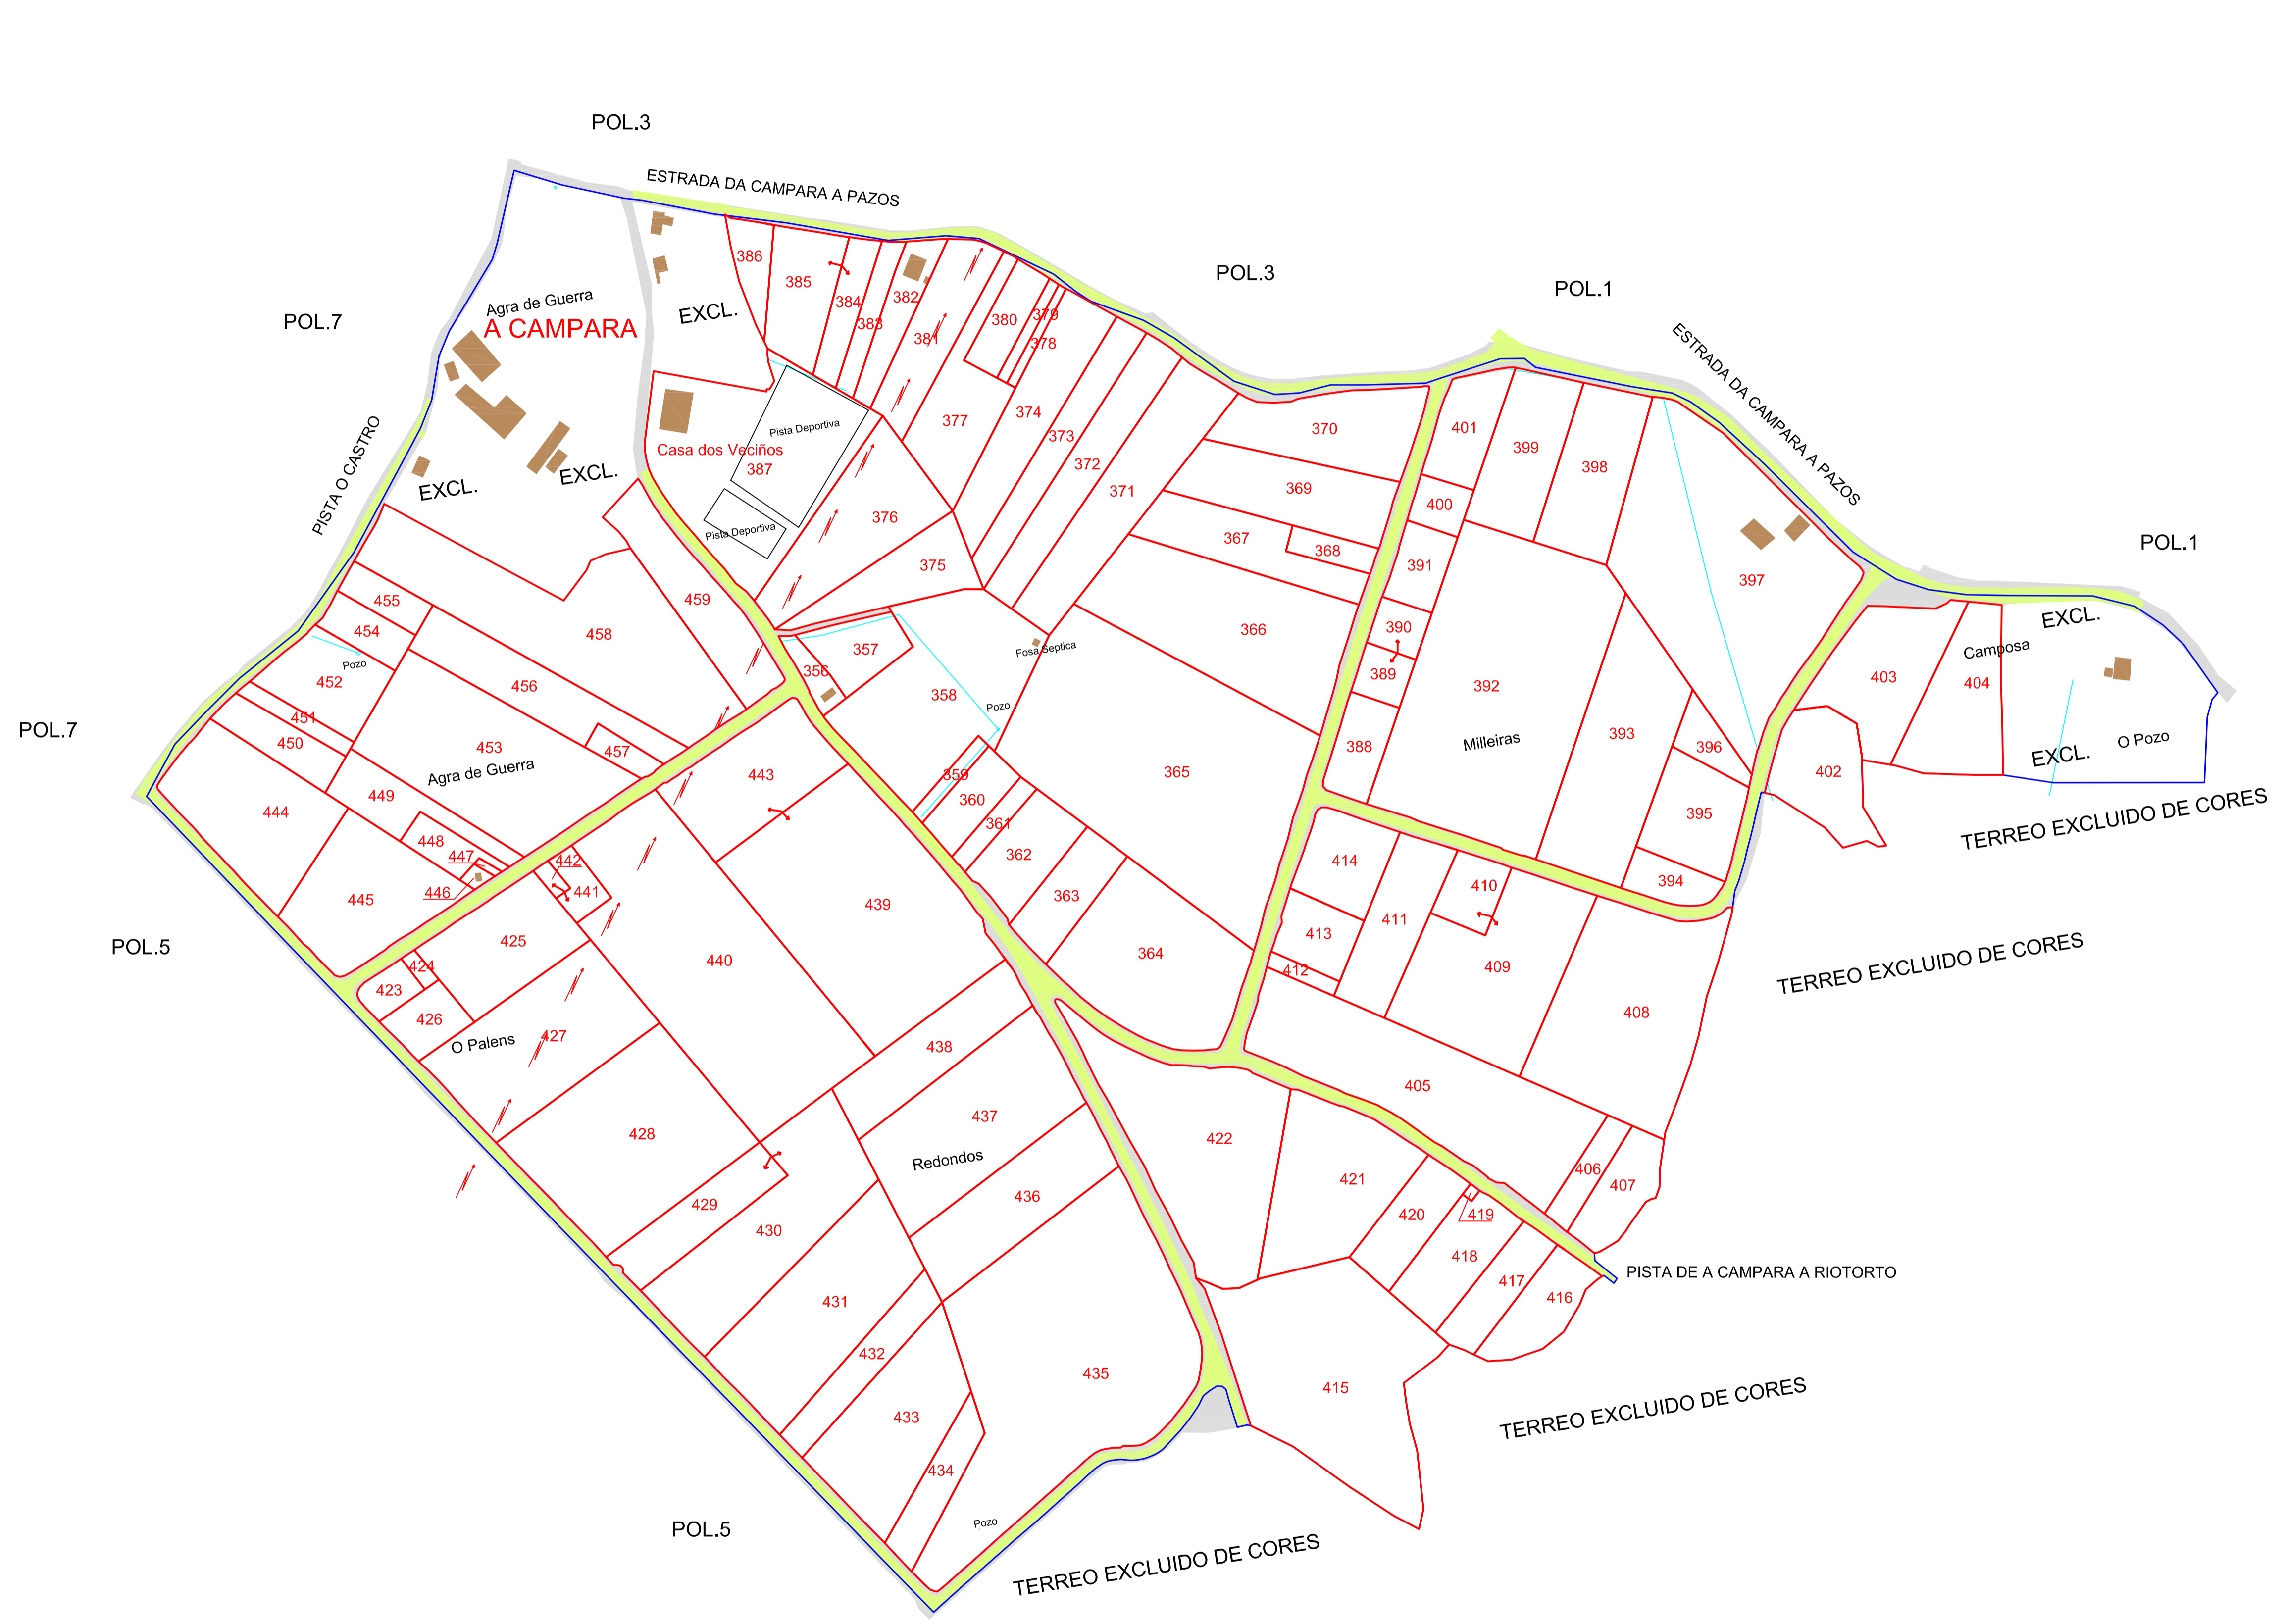 POL.3
ESTRADA DA CAMPARA A PAZOS
POL.3
POL.1
386
385
384
383
382
381
380
379
378
EXCL.
Agra de Guerra
A CAMPARA
POL.7
ESTRADA DA CAMPARA A PAZOS
PISTA O CASTRO
Casa dos Veciños
387
Pista Deportiva
Pista Deportiva
EXCL.
EXCL.
377
374
373
372
371
370
369
367
368
366
376
375
401
400
399
398
391
390
389
388
392
Milleiras
393
396
395
394
397
POL.1
EXCL.
Camposa
403
404
402
O Pozo
EXCL.
TERREO EXCLUIDO DE CORES
459
458
455
454
Pozo
452
451
450
456
457
453
Agra de Guerra
449
444
448
447
446
445
442
441
443
356
357
358
Fosa Septica
Pozo
359
360
361
362
363
364
365
POL.7
POL.5
439
440
425
424
423
426
O Palens
427
428
429
430
431
432
433
434
435
436
437
438
Redondos
Pozo
414
413
412
411
410
409
408
405
406
407
TERREO EXCLUIDO DE CORES
422
421
420
419
418
417
416
415
PISTA DE A CAMPARA A RIOTORTO
TERREO EXCLUIDO DE CORES
POL.5
TERREO EXCLUIDO DE CORES